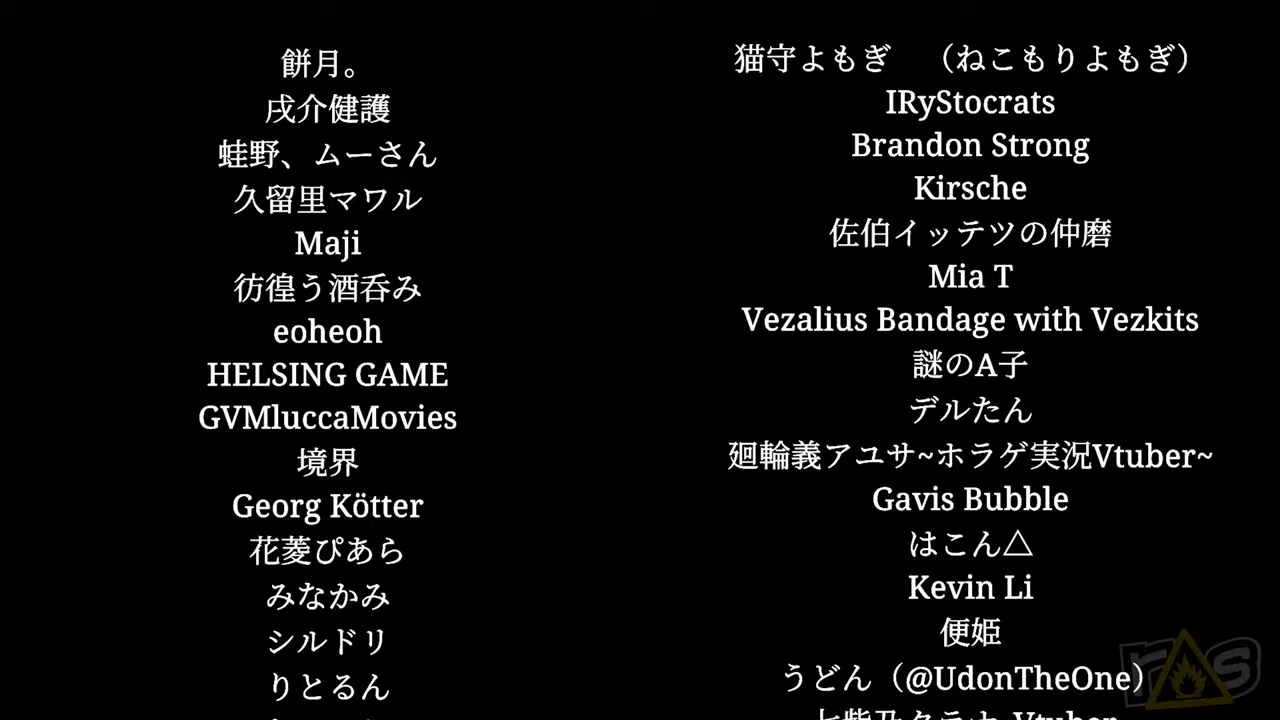 餅月。
戌介健護
蛙野、ムーさん
久留里マワル
Maji
彷徨う酒呑み
eoheoh
HELSING GAME
GVMluccaMovies
境界
Georg Kötter
花菱ぴあら
みなかみ
シルドリ
りとるん
猫守よもぎ　（ねこもりよもぎ）
IRyStocrats
Brandon Strong
Kirsche
佐伯イッテツの仲磨
Mia T
Vezalius Bandage with Vezkits
謎のA子
デルたん
廻輪義アユサ~ホラゲ実況Vtuber~
Gavis Bubble
はこん△
Kevin Li
便姫
うどん（@UdonTheOne）
ras